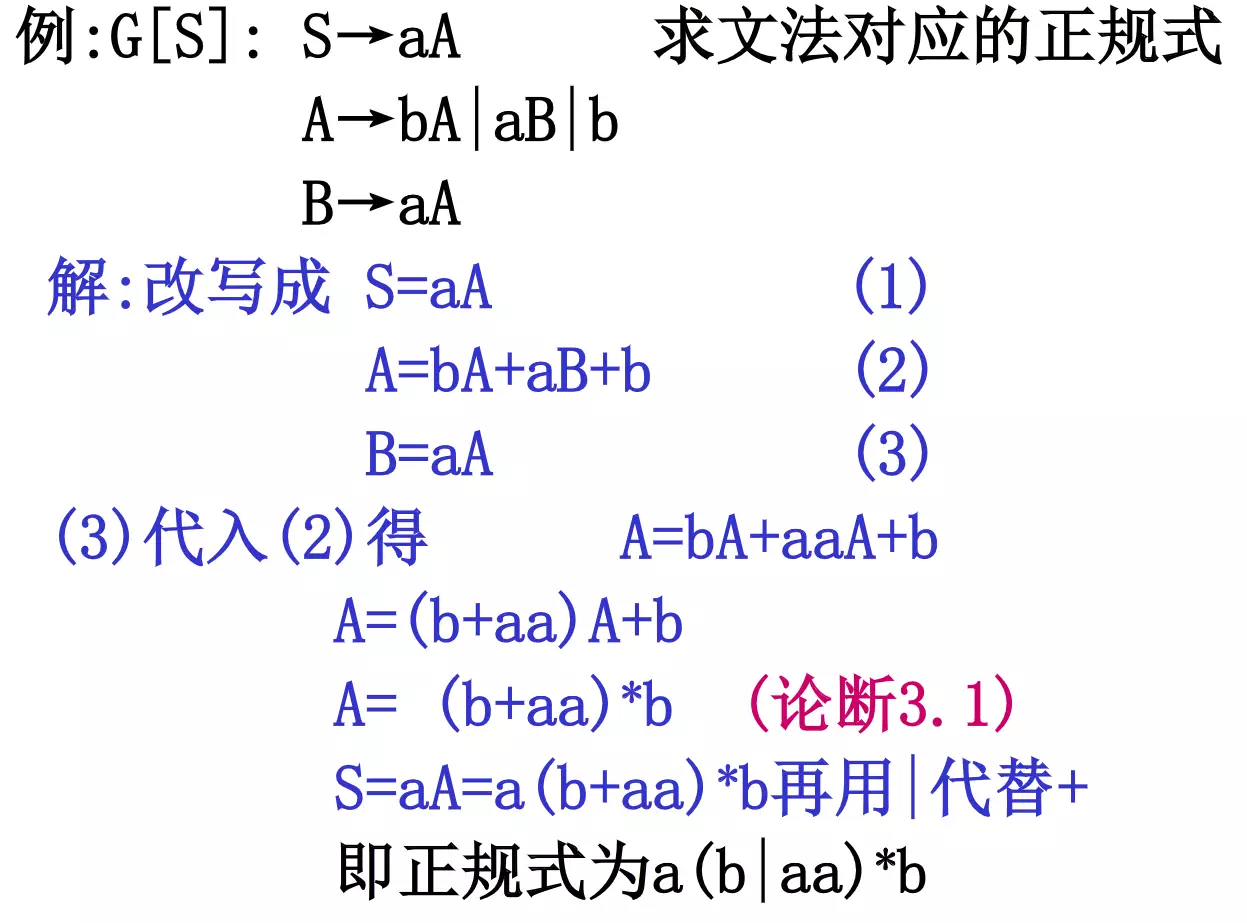 例:G[S]: S→aA 求文法对应的正规式
A→bA|aB|b
B→aA
解:改写成 S=aA (1)
A=bA+aB+b (2)
B=aA (3)
(3)代入(2)得 A=bA+aaA+b
A=(b+aa)A+b
A= (b+aa)*b (论断3.1)
S=aA=a(b+aa)*b再用|代替+
即正规式为a(b|aa)*b